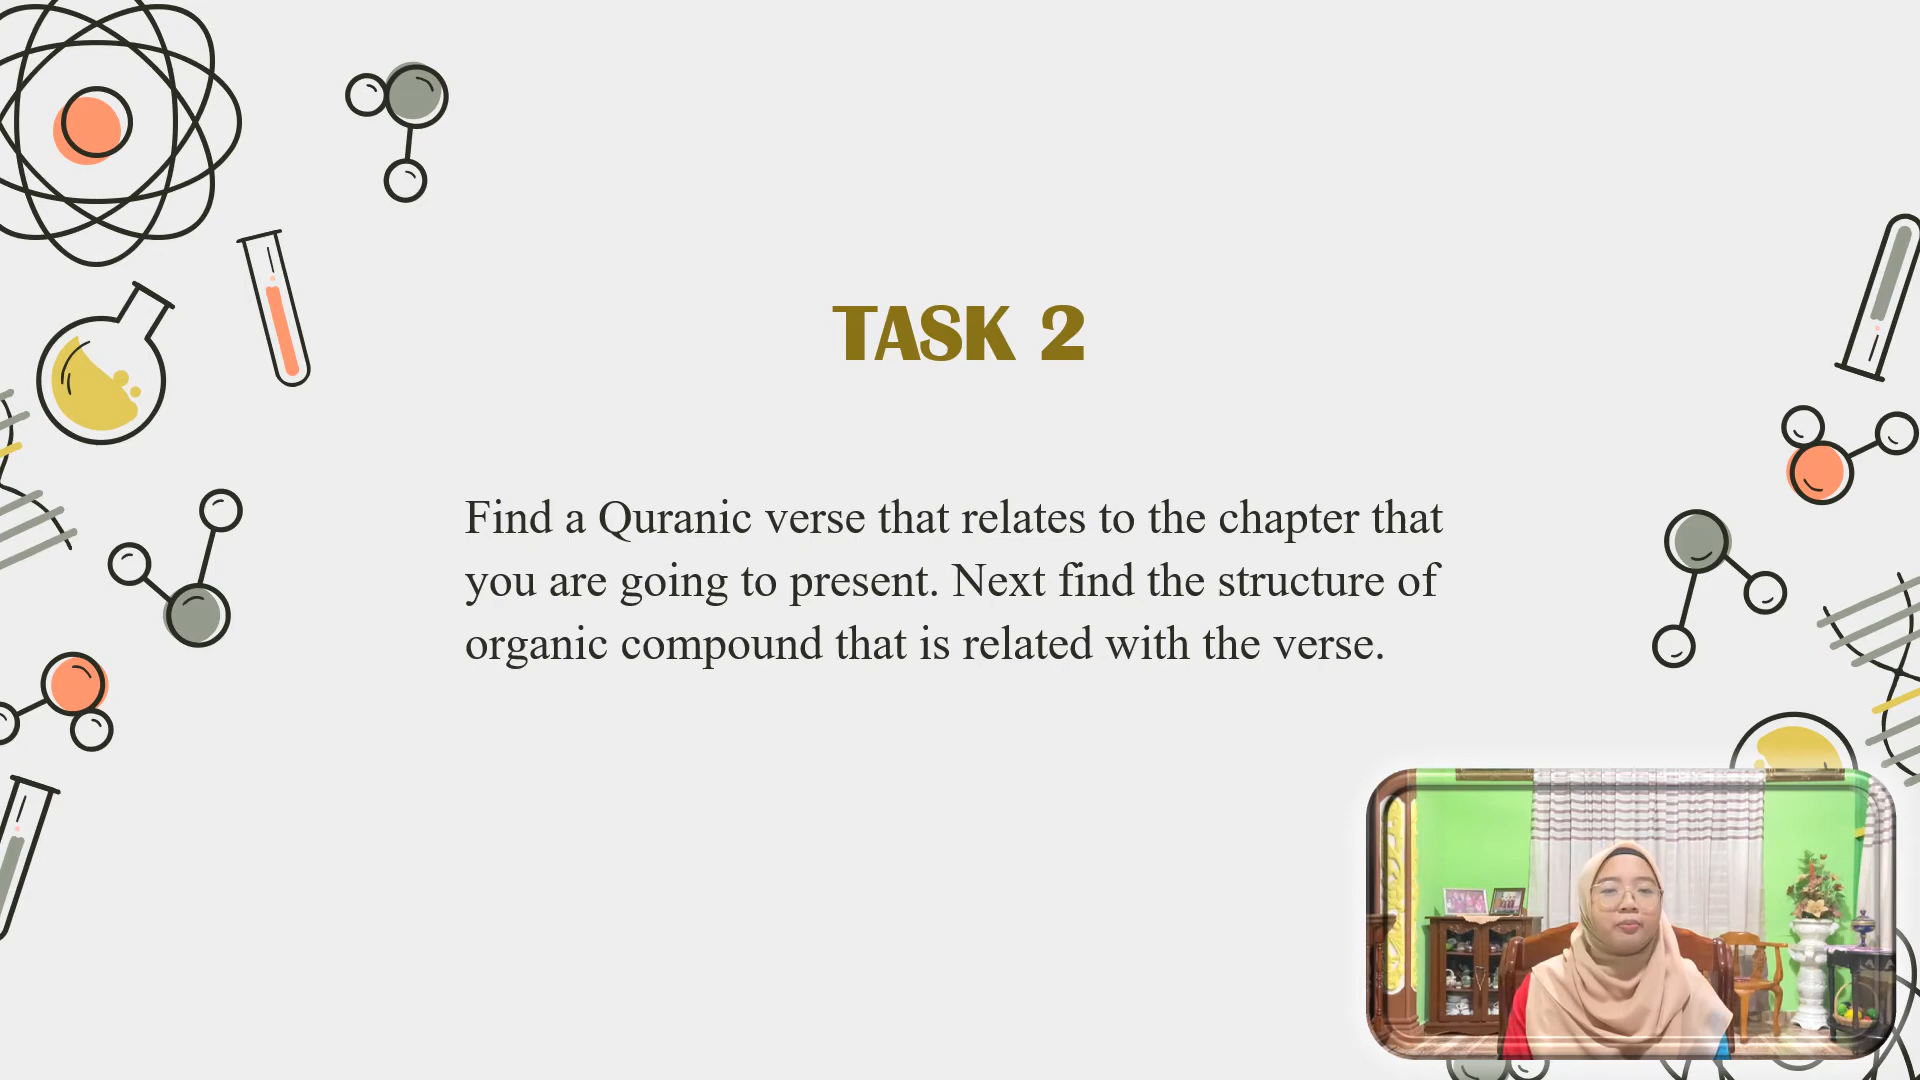 TASK 2
Find a Quranic verse that relates to the chapter that
you are going to present. Next find the structure of
organic compound that is related with the verse.